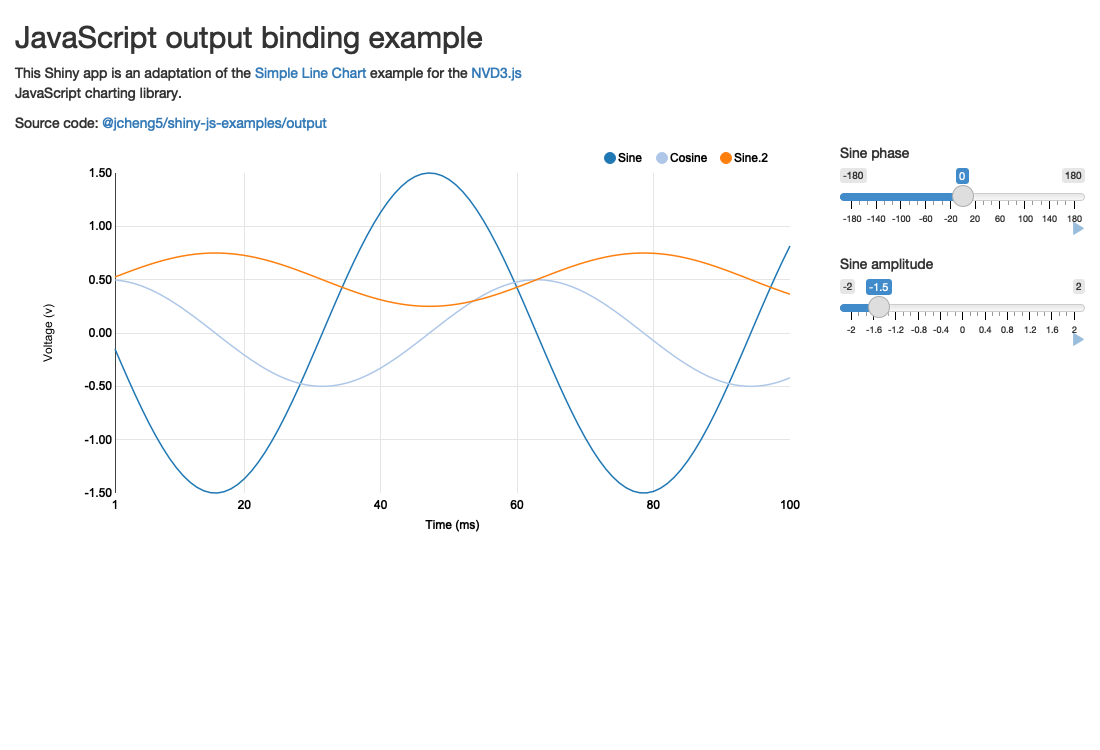 JavaScript output binding example
This Shiny app is an adaptation of the Simple Line Chart example for the NVD3.js
JavaScript charting library.
Source code: @jcheng5/shiny-js-examples/output
Sine Cosine Sine.2
1.50
1.00
0.50
0.00
-0.50
-1.00
-1.50
Voltage (v)
1 20 40 60 80 100
Time (ms)
Sine phase
-180 0 180
-180 -140 -100 -60 -20 20 60 100 140 180
Sine amplitude
-2 -1.5 2
-2 -1.6 -1.2 -0.8 -0.4 0 0.4 0.8 1.2 1.6 2